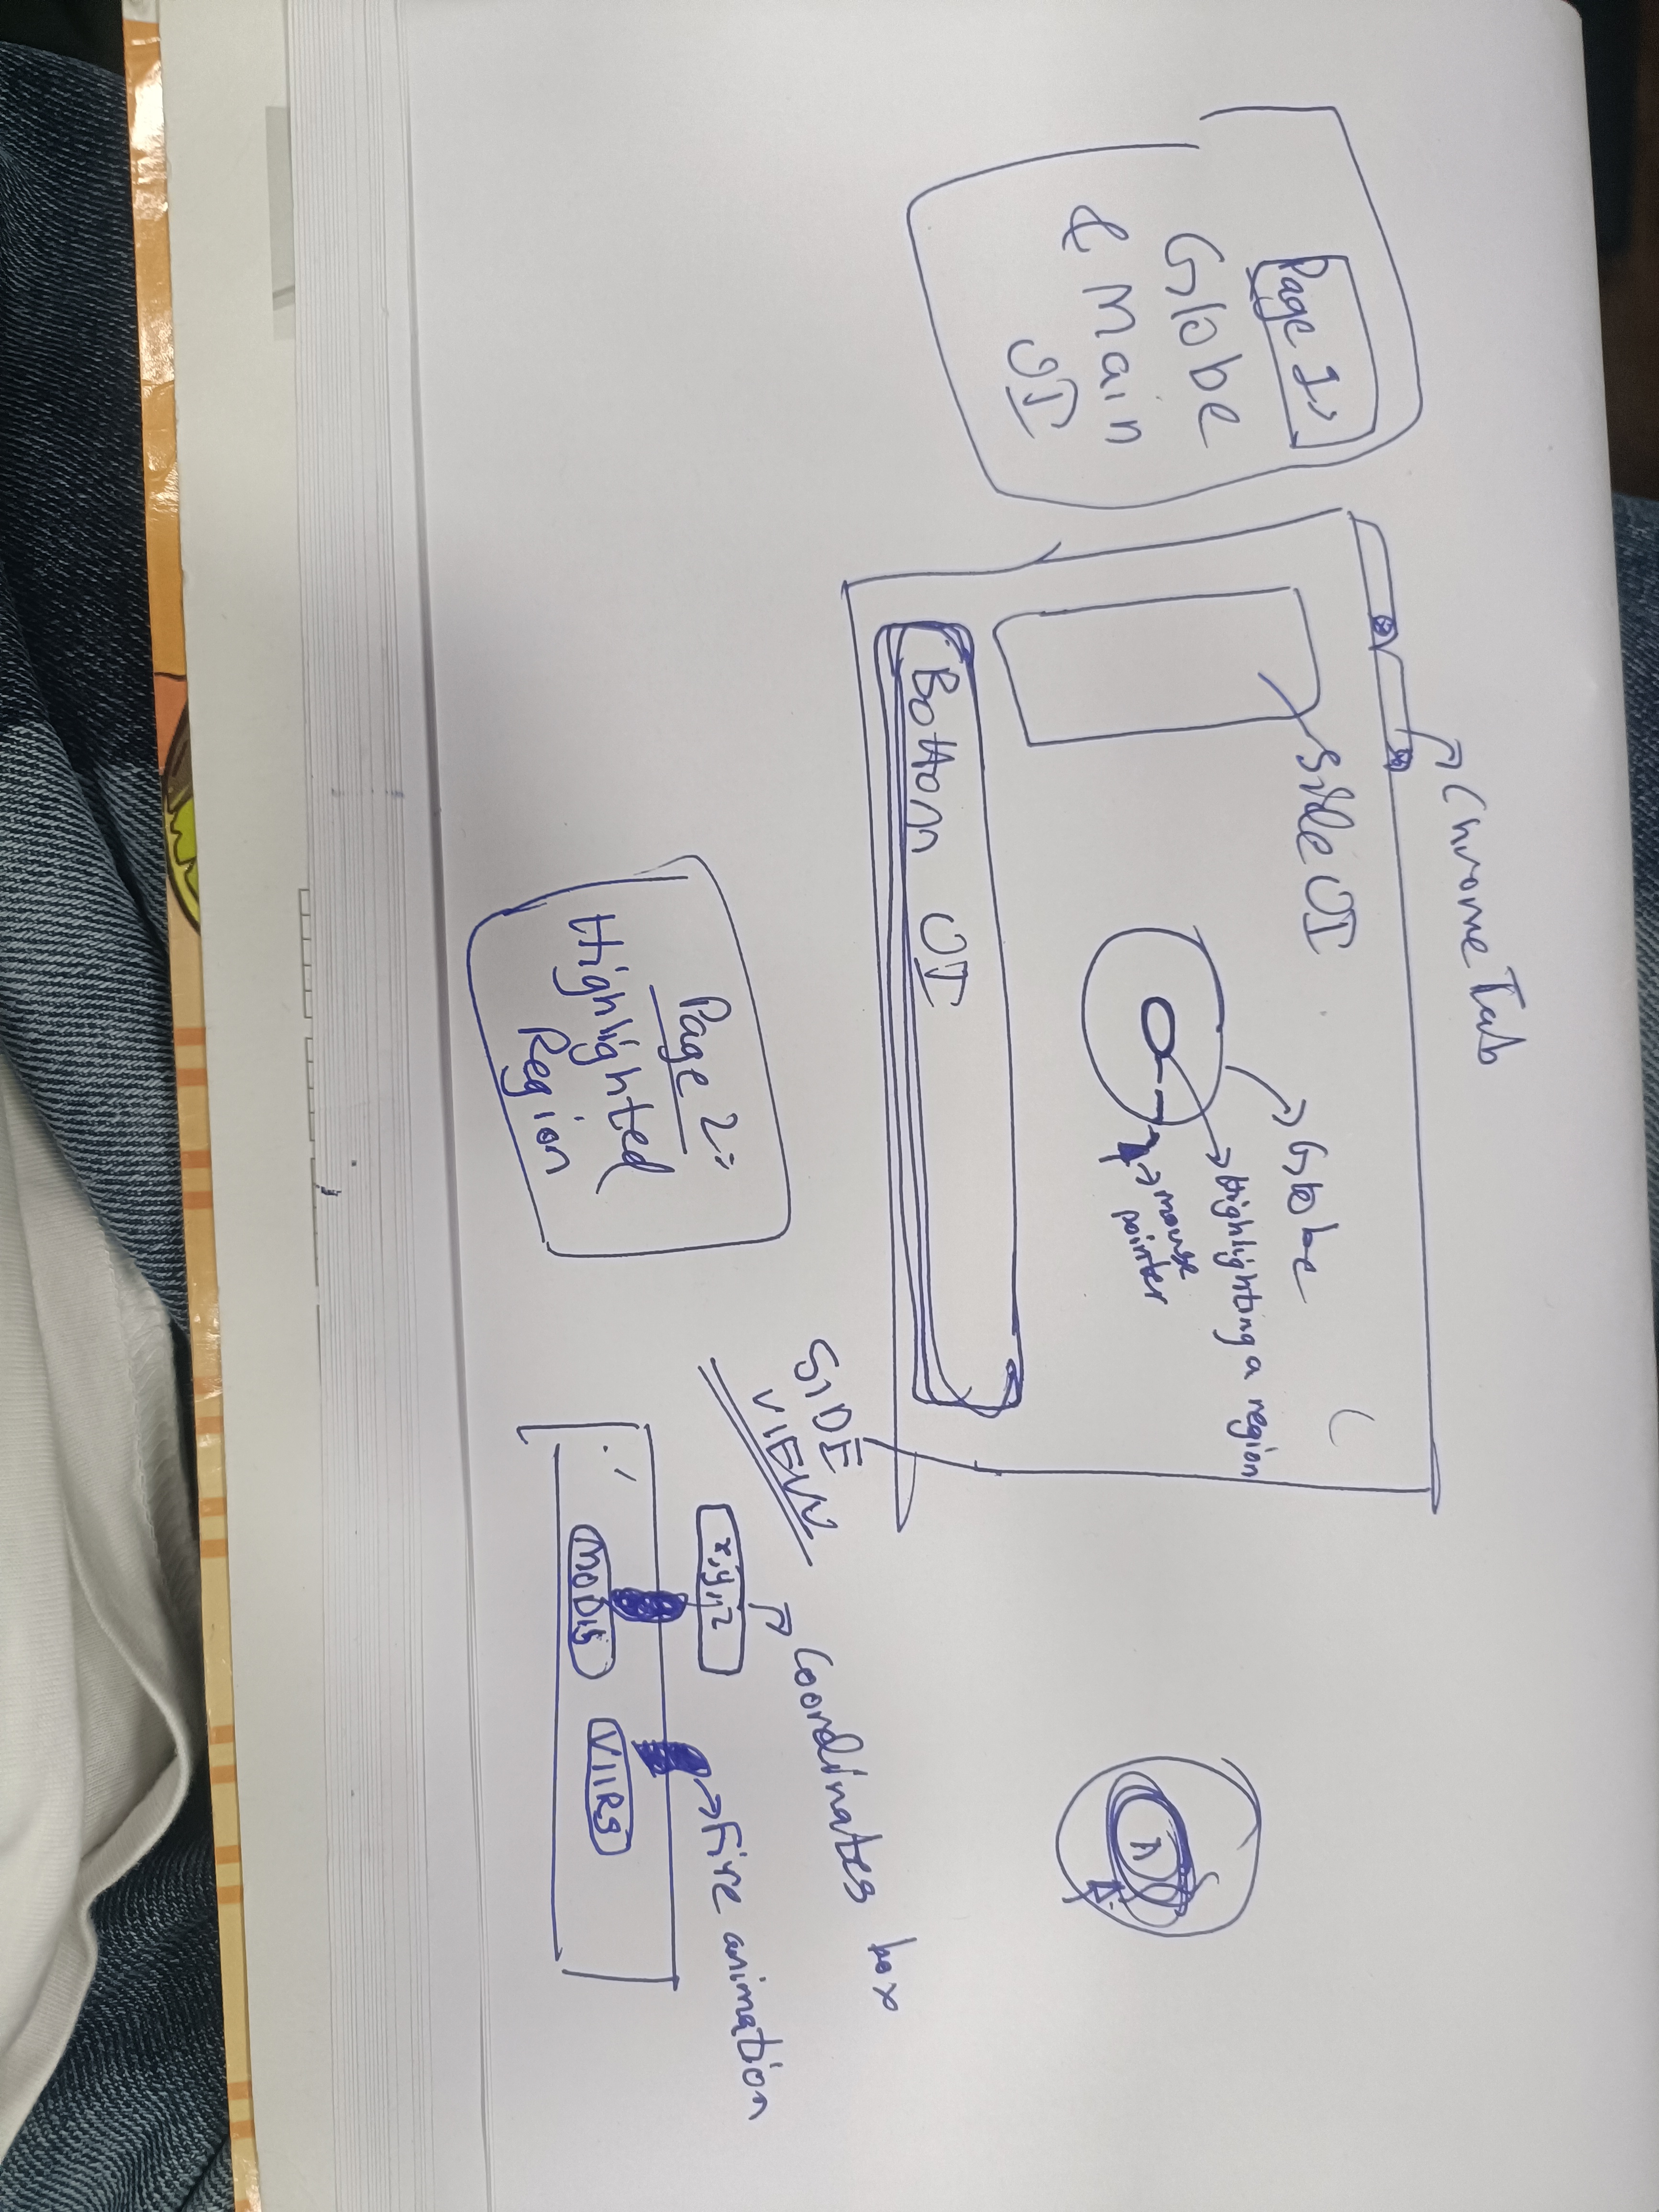 Page 1:
Globe
& Main
UI
Chrome Tab
Side UI
Globe
Highlighting a region
mouse
pointer
Bottom UI
Page 2:
Highlighted
Region
SIDE
VIEW
Coordinates box
x,y,z
Fire animation
MODIS
VIIRS